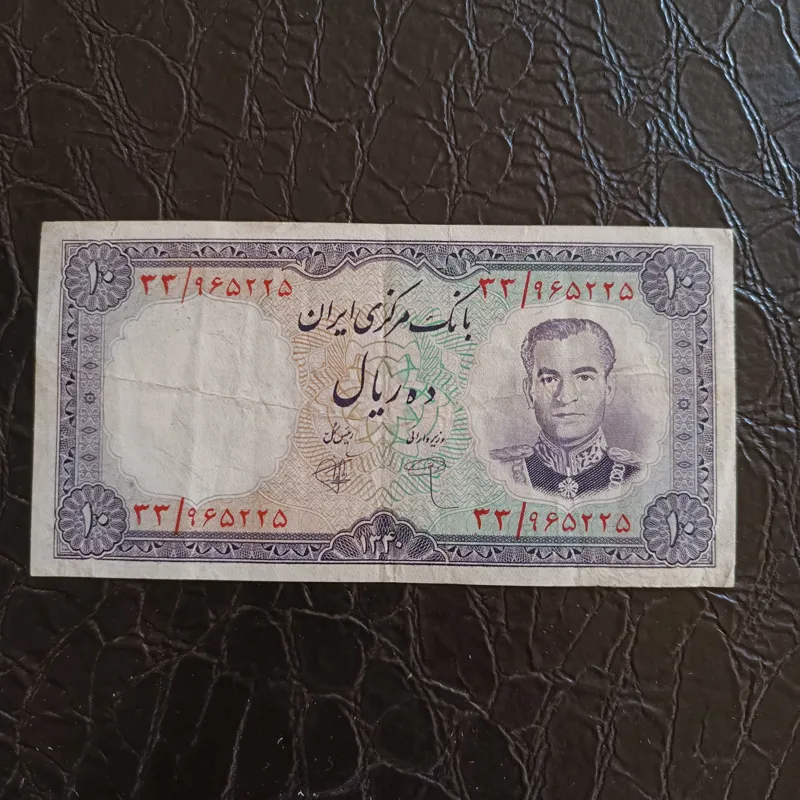 ۱۰ ۱۰
۳۳/۹۶۵۲۲۵ ۳۳/۹۶۵۲۲۵
بانک مرکزی ایران
ده ریال
وزیر دارائی رئیس کل
۳۳/۹۶۵۲۲۵ ۳۳/۹۶۵۲۲۵
۱۰ ۱۰
۱۳۴۰